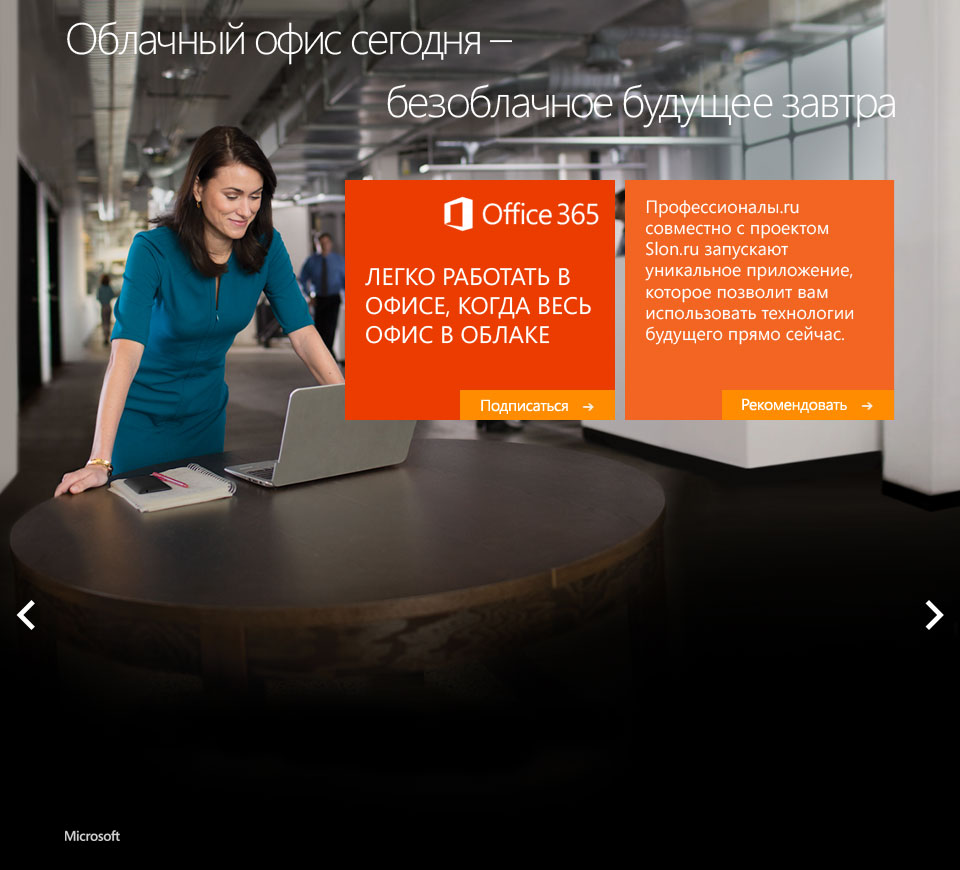 Облачный офис сегодня –
безоблачное будущее завтра
Office 365
ЛЕГКО РАБОТАТЬ В
ОФИСЕ, КОГДА ВЕСЬ
ОФИС В ОБЛАКЕ
Подписаться →
Профессионалы.ru
совместно с проектом
Slon.ru запускают
уникальное приложение,
которое позволит вам
использовать технологии
будущего прямо сейчас.
Рекомендовать →
Microsoft